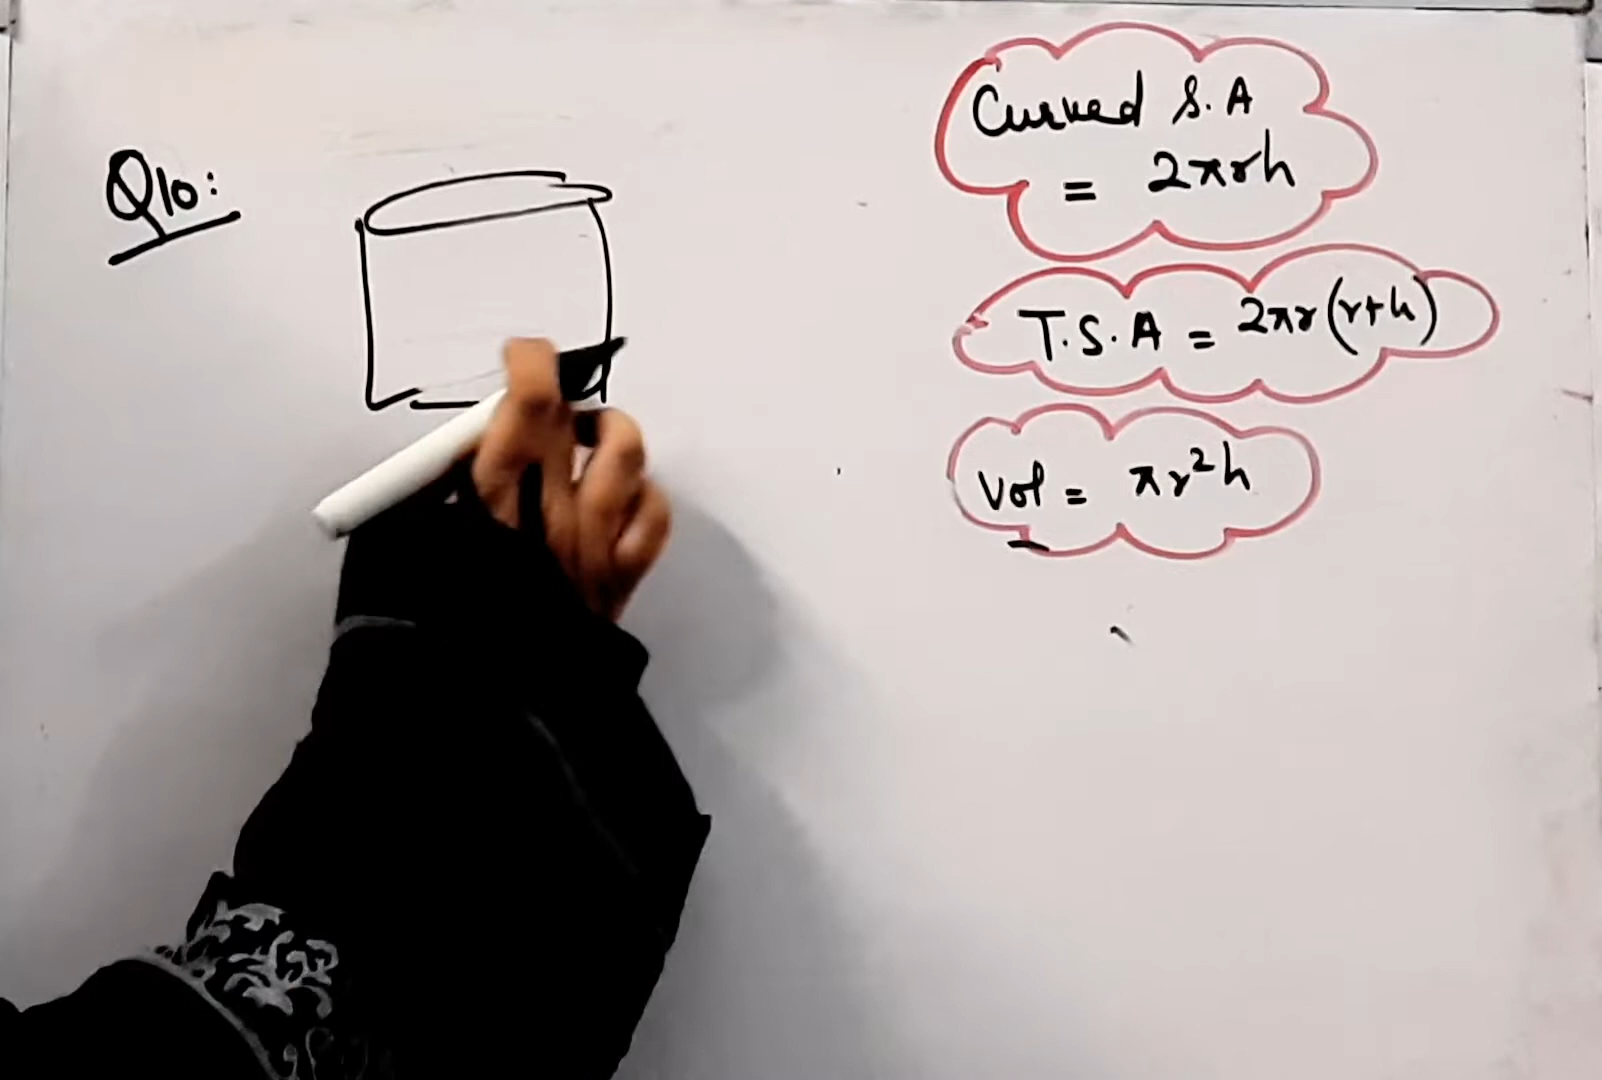 Q10:
Curved S.A
= 2πrh
T.S.A = 2πr(r+h)
Vol = πr²h